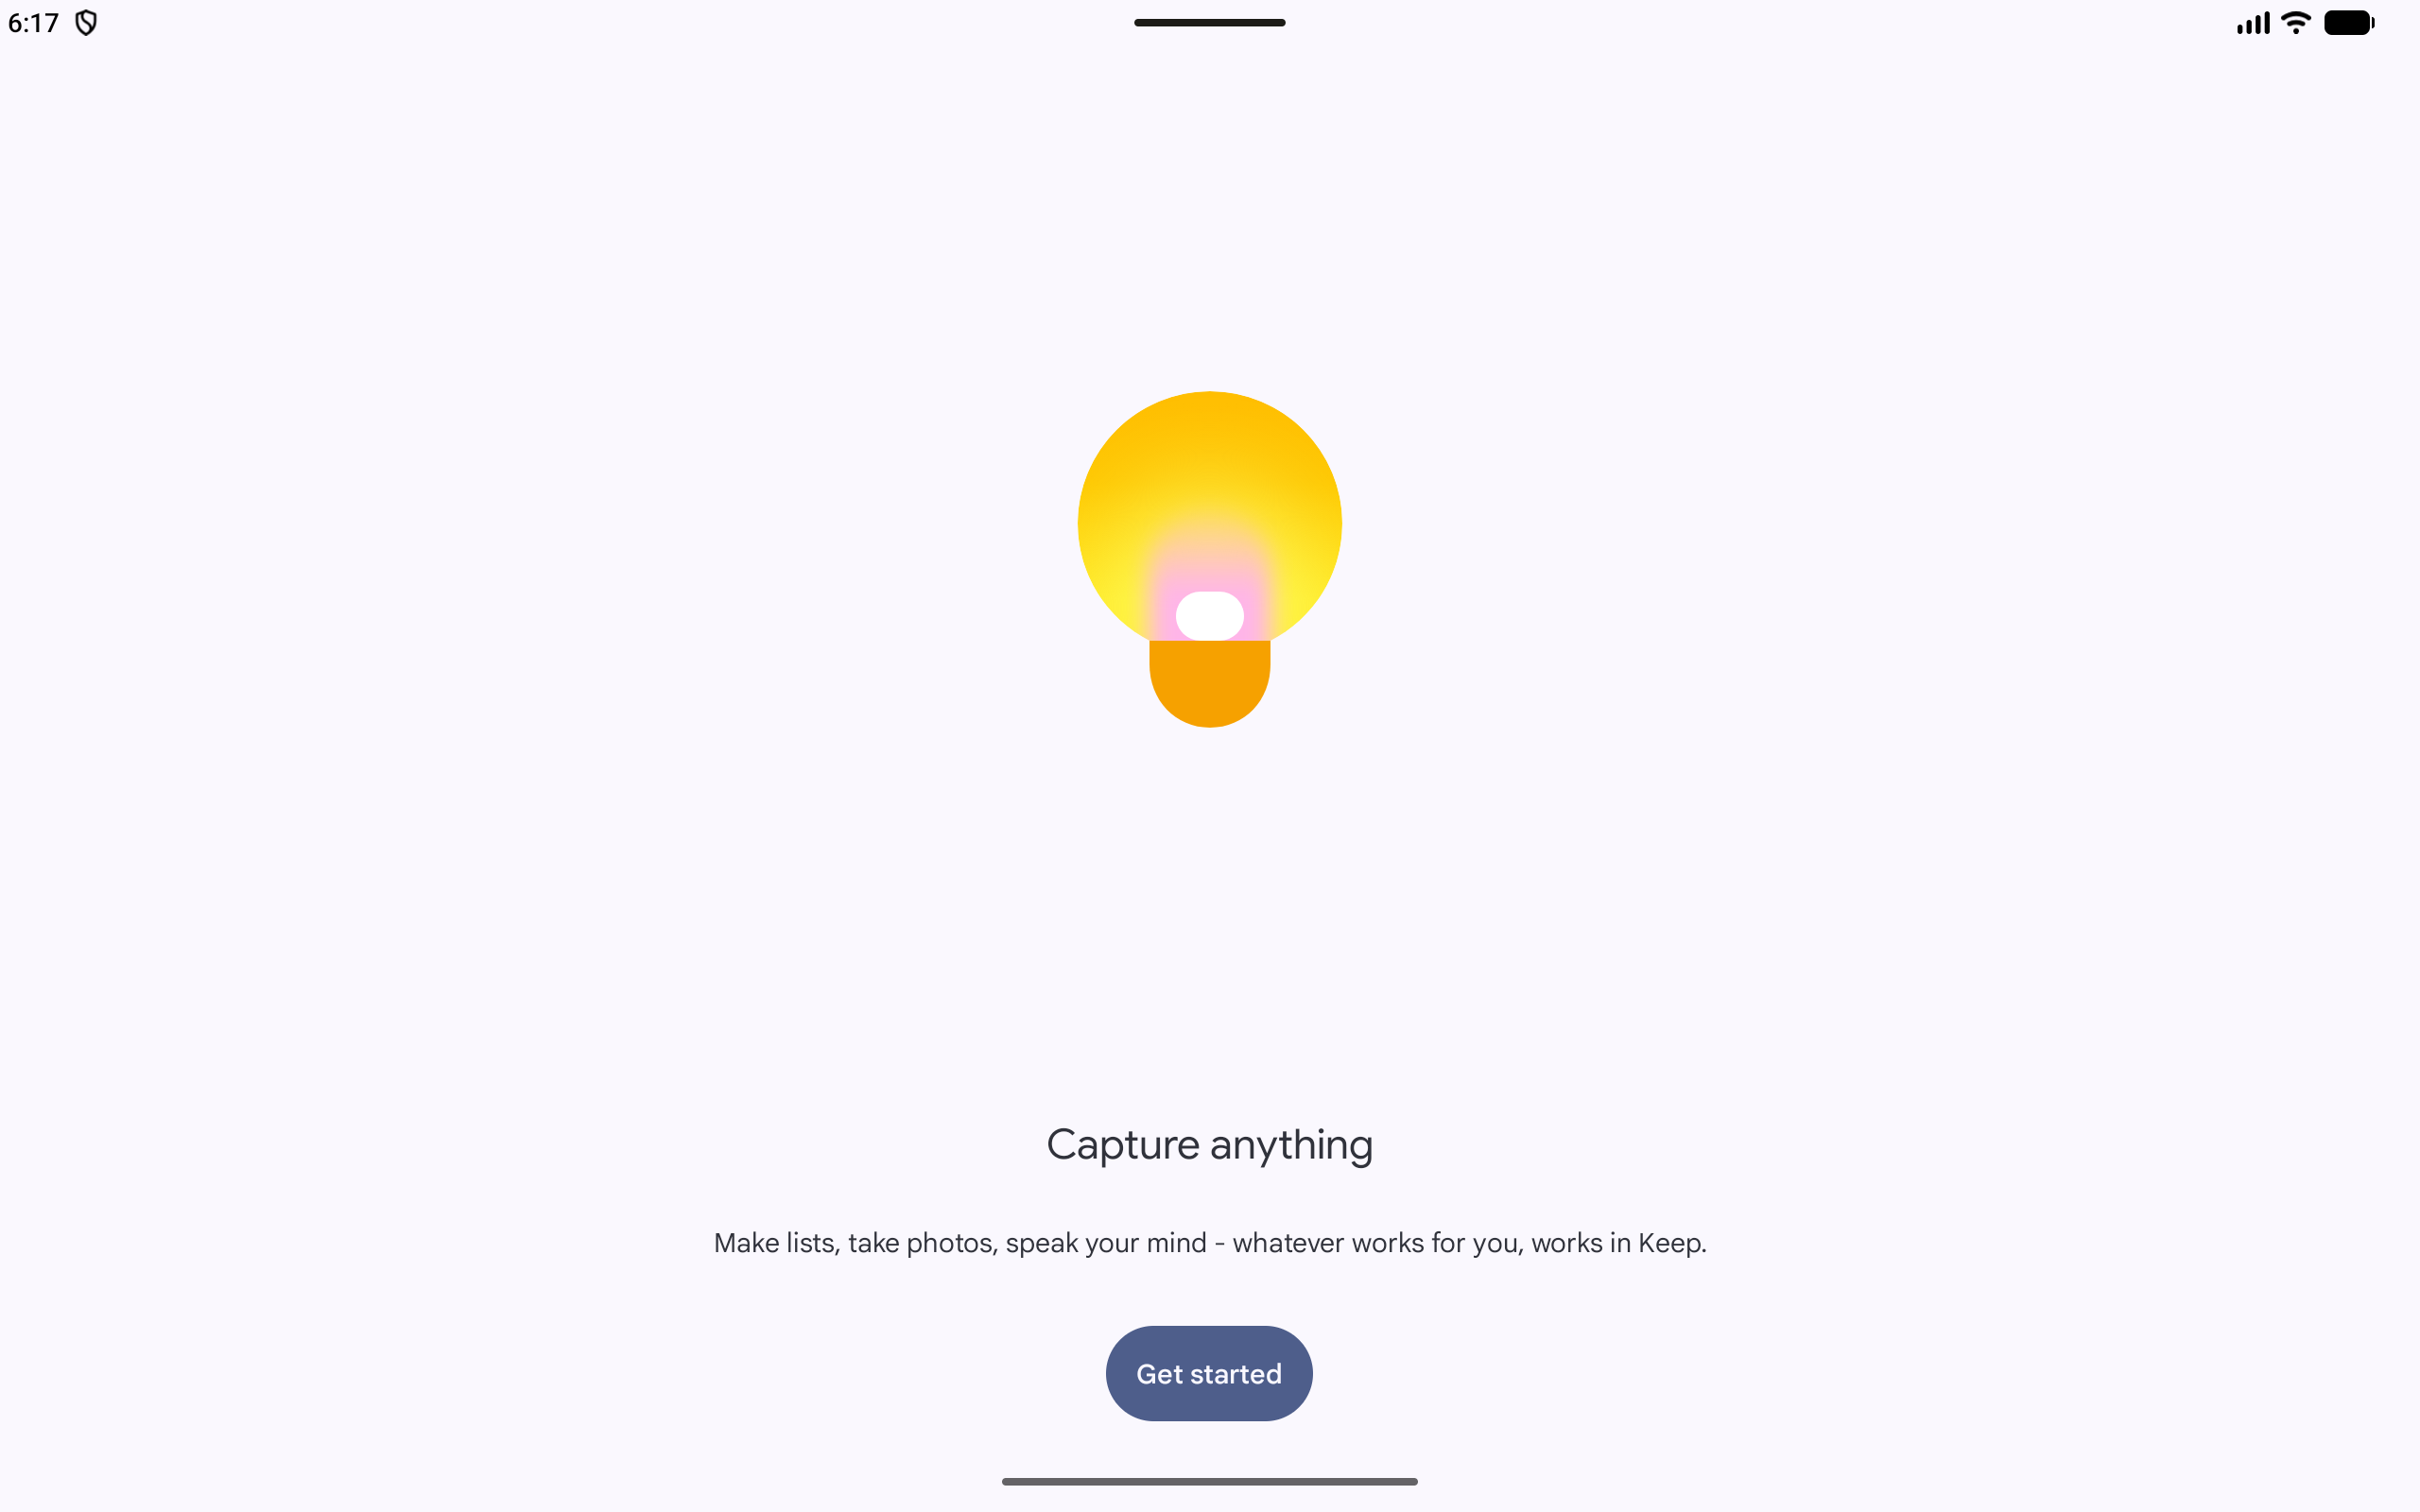 6:17
Capture anything
Make lists, take photos, speak your mind - whatever works for you, works in Keep.
Get started